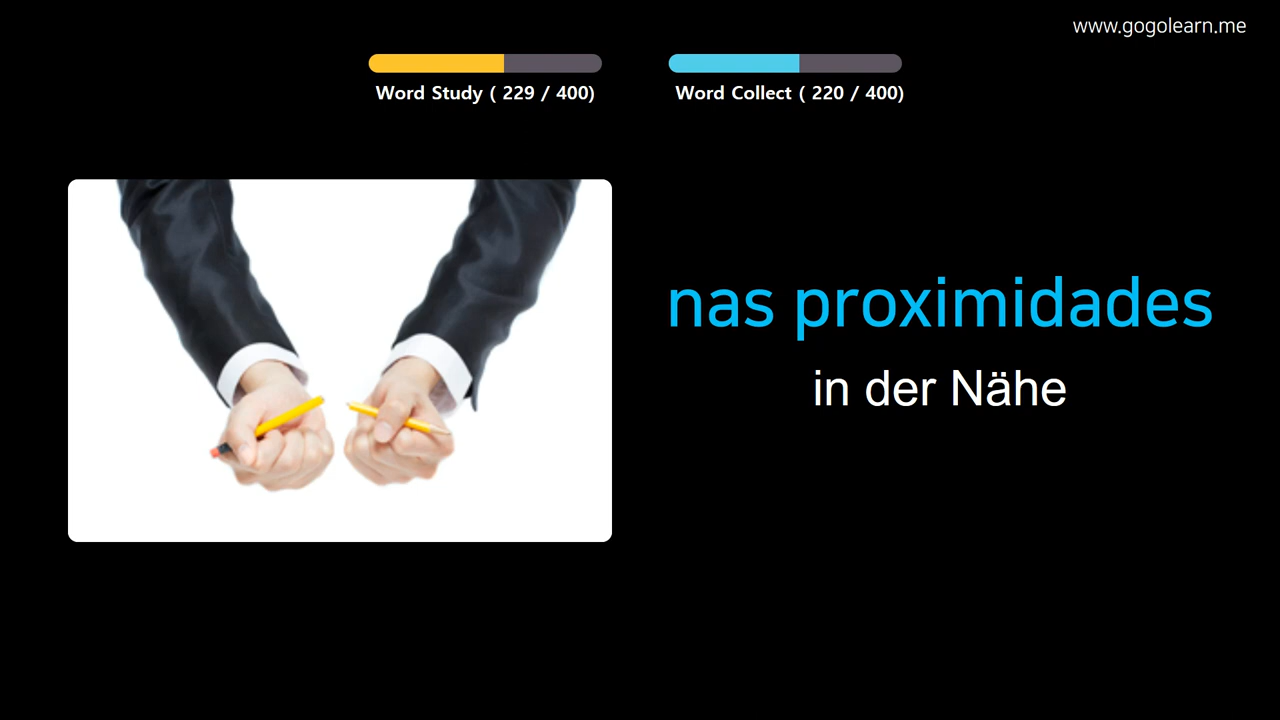 www.gogolearn.me
Word Study ( 229 / 400)
Word Collect ( 220 / 400)
nas proximidades
in der Nähe